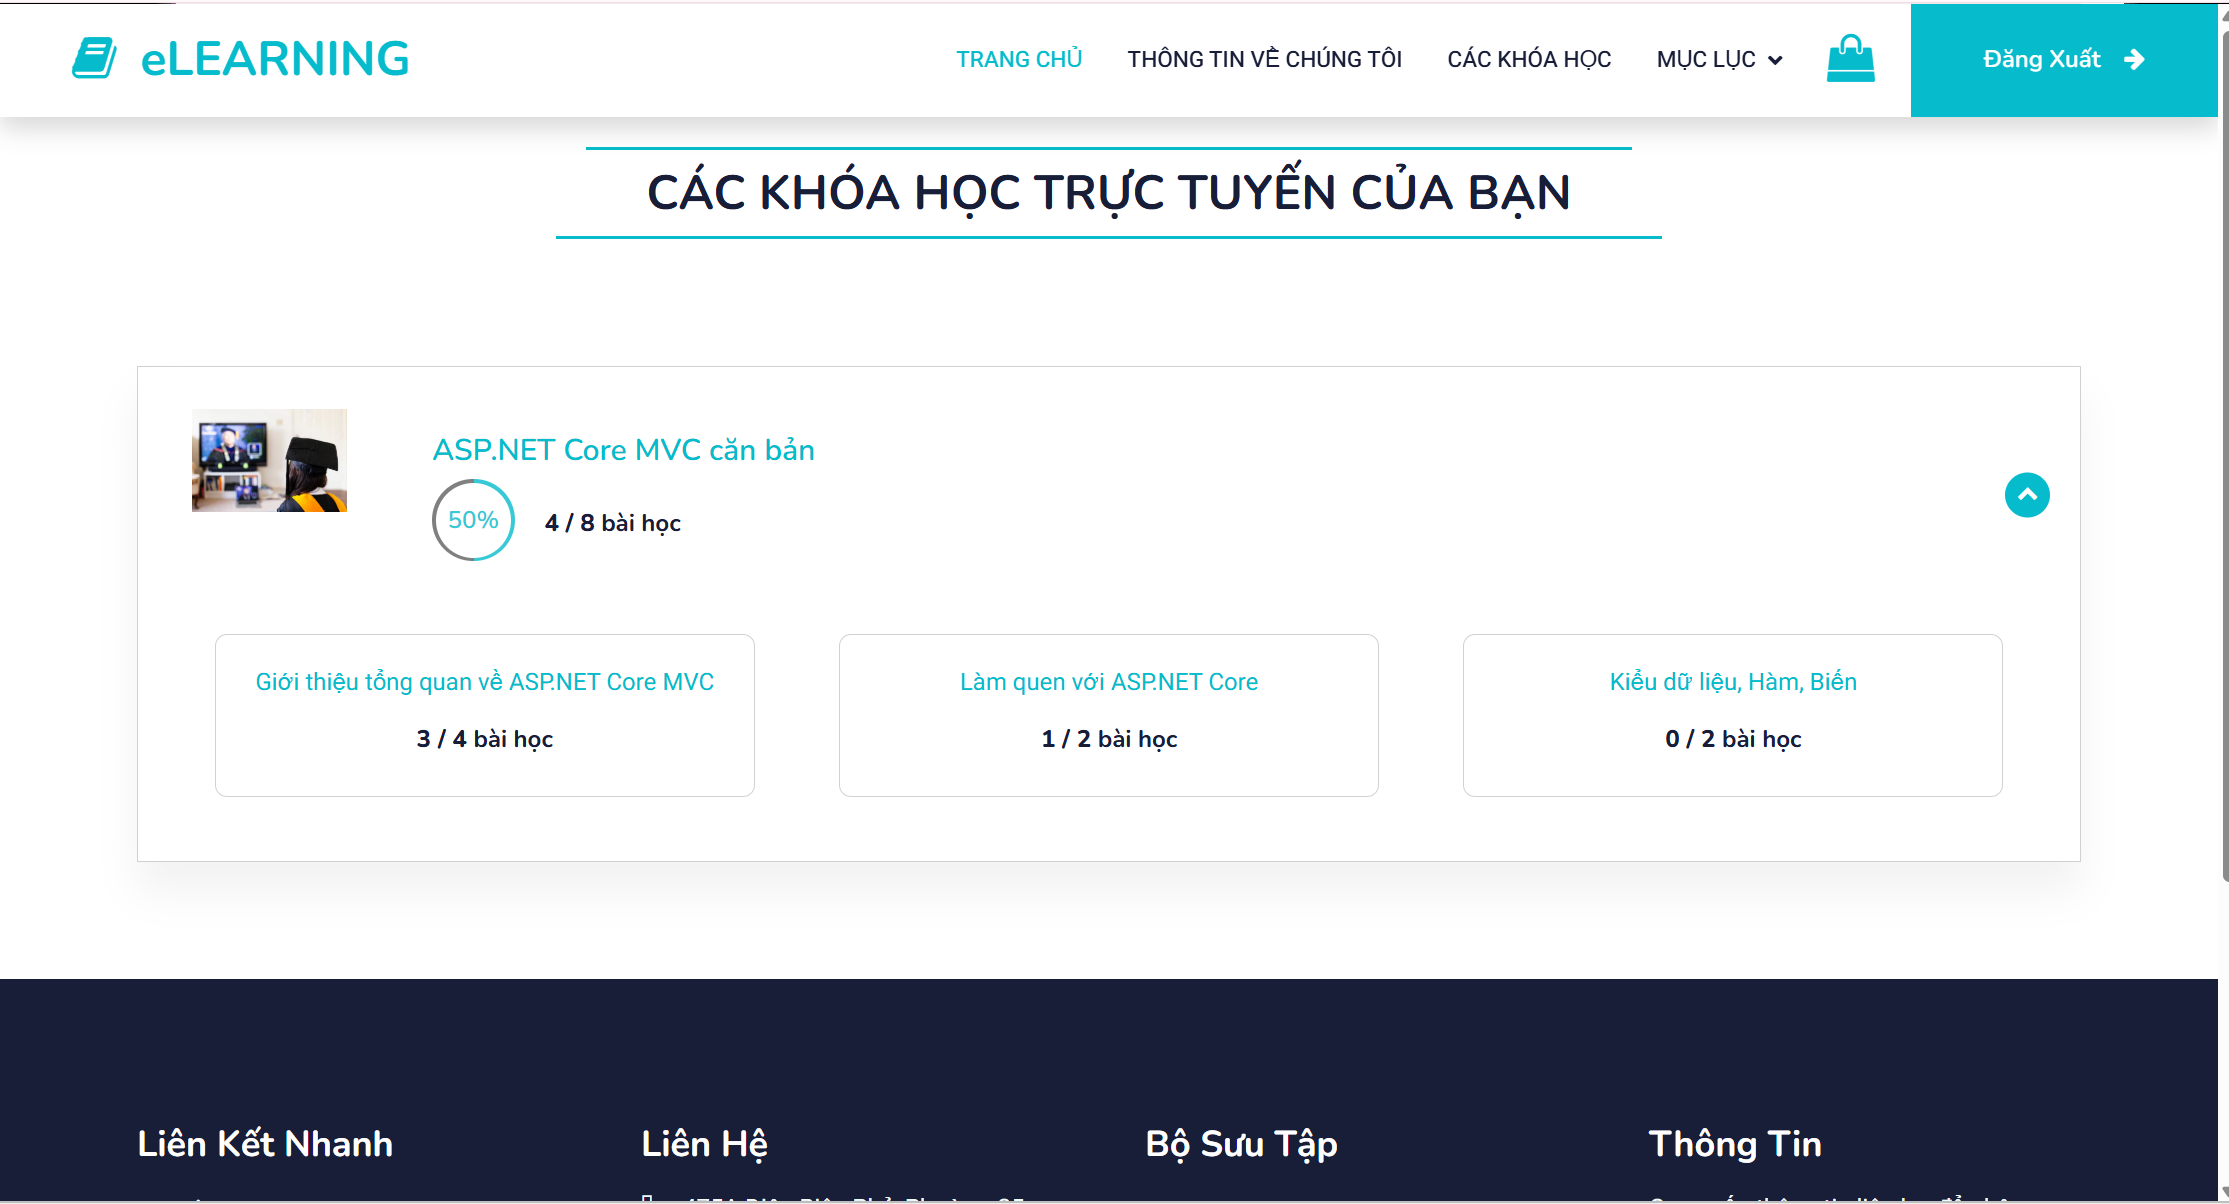 eLEARNING
TRANG CHỦ
THÔNG TIN VỀ CHÚNG TÔI
CÁC KHÓA HỌC
MỤC LỤC
Đăng Xuất
CÁC KHÓA HỌC TRỰC TUYẾN CỦA BẠN
ASP.NET Core MVC căn bản
50%
4 / 8 bài học
Giới thiệu tổng quan về ASP.NET Core MVC
3 / 4 bài học
Làm quen với ASP.NET Core
1 / 2 bài học
Kiểu dữ liệu, Hàm, Biến
0 / 2 bài học
Liên Kết Nhanh
Liên Hệ
Bộ Sưu Tập
Thông Tin